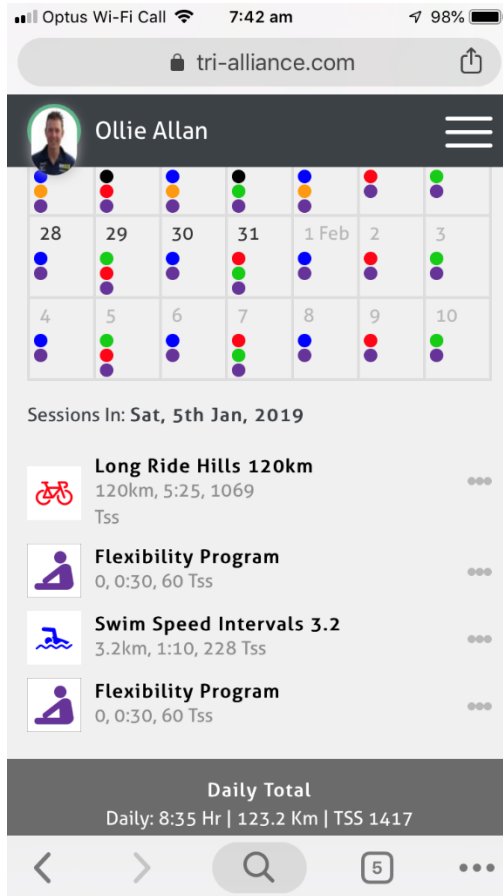 Optus Wi-Fi Call 7:42 am 98%
tri-alliance.com
Ollie Allan
28 29 30 31 1 Feb 2 3
4 5 6 7 8 9 10
Sessions In: Sat, 5th Jan, 2019
Long Ride Hills 120km
120km, 5:25, 1069
Tss
Flexibility Program
0, 0:30, 60 Tss
Swim Speed Intervals 3.2
3.2km, 1:10, 228 Tss
Flexibility Program
0, 0:30, 60 Tss
Daily Total
Daily: 8:35 Hr | 123.2 Km | TSS 1417
5